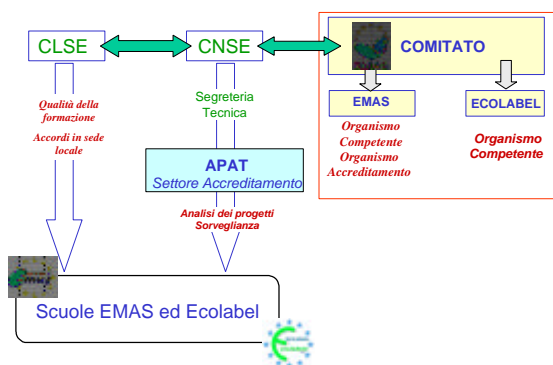 CLSE
CNSE
COMITATO
EMAS
ECOLABEL
Qualità della
formazione
Accordi in sede
locale
Segreteria
Tecnica
Organismo
Competente
Organismo
Accreditamento
Organismo
Competente
APAT
Settore Accreditamento
Analisi dei progetti
Sorveglianza
Scuole EMAS ed Ecolabel